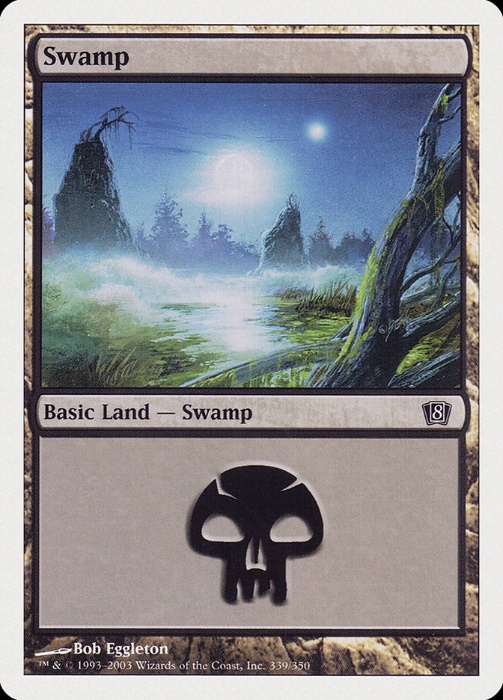 Swamp
Basic Land — Swamp
8
Bob Eggleton
™ & © 1993–2003 Wizards of the Coast, Inc. 339/350